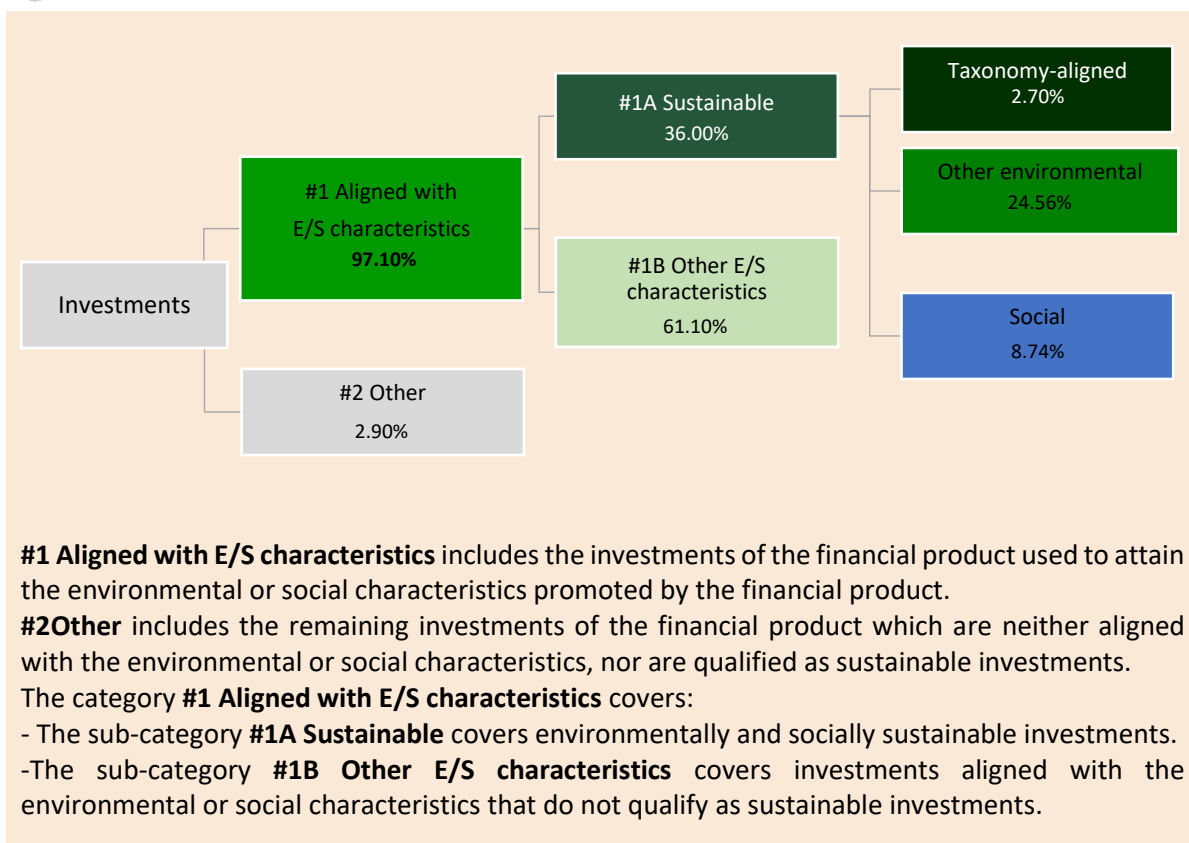 Taxonomy-aligned
2.70%
#1A Sustainable
36.00%
Other environmental
24.56%
#1 Aligned with
E/S characteristics
97.10%
#1B Other E/S
characteristics
61.10%
Investments
Social
8.74%
#2 Other
2.90%
#1 Aligned with E/S characteristics includes the investments of the financial product used to attain
the environmental or social characteristics promoted by the financial product.
#2Other includes the remaining investments of the financial product which are neither aligned
with the environmental or social characteristics, nor are qualified as sustainable investments.
The category #1 Aligned with E/S characteristics covers:
- The sub-category #1A Sustainable covers environmentally and socially sustainable investments.
-The sub-category #1B Other E/S characteristics covers investments aligned with the
environmental or social characteristics that do not qualify as sustainable investments.